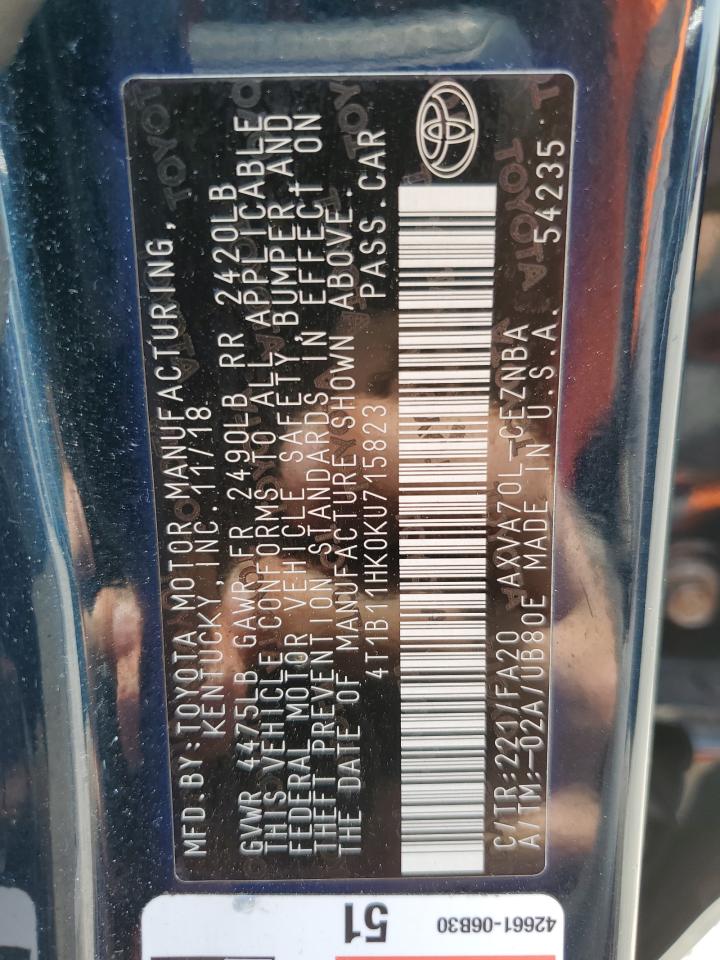 MFD.BY:TOYOTA MOTOR MANUFACTURING,
KENTUCKY, INC.11/18
GVWR 4475LB GAWR FR 2490LB RR 2420LB
THIS VEHICLE CONFORMS TO ALL APPLICABLE
FEDERAL MOTOR VEHICLE SAFETY, BUMPER AND
THEFT PREVENTION STANDARDS IN EFFECT ON
THE DATE OF MANUFACTURE SHOWN ABOVE.
4T1B11HK0KU715823 PASS.CAR
C/TR:22J/FA20 AXVA70L-CEZNBA
A/TM:-02A/UB80E MADE IN U.S.A. 54235
42661-06B30
51